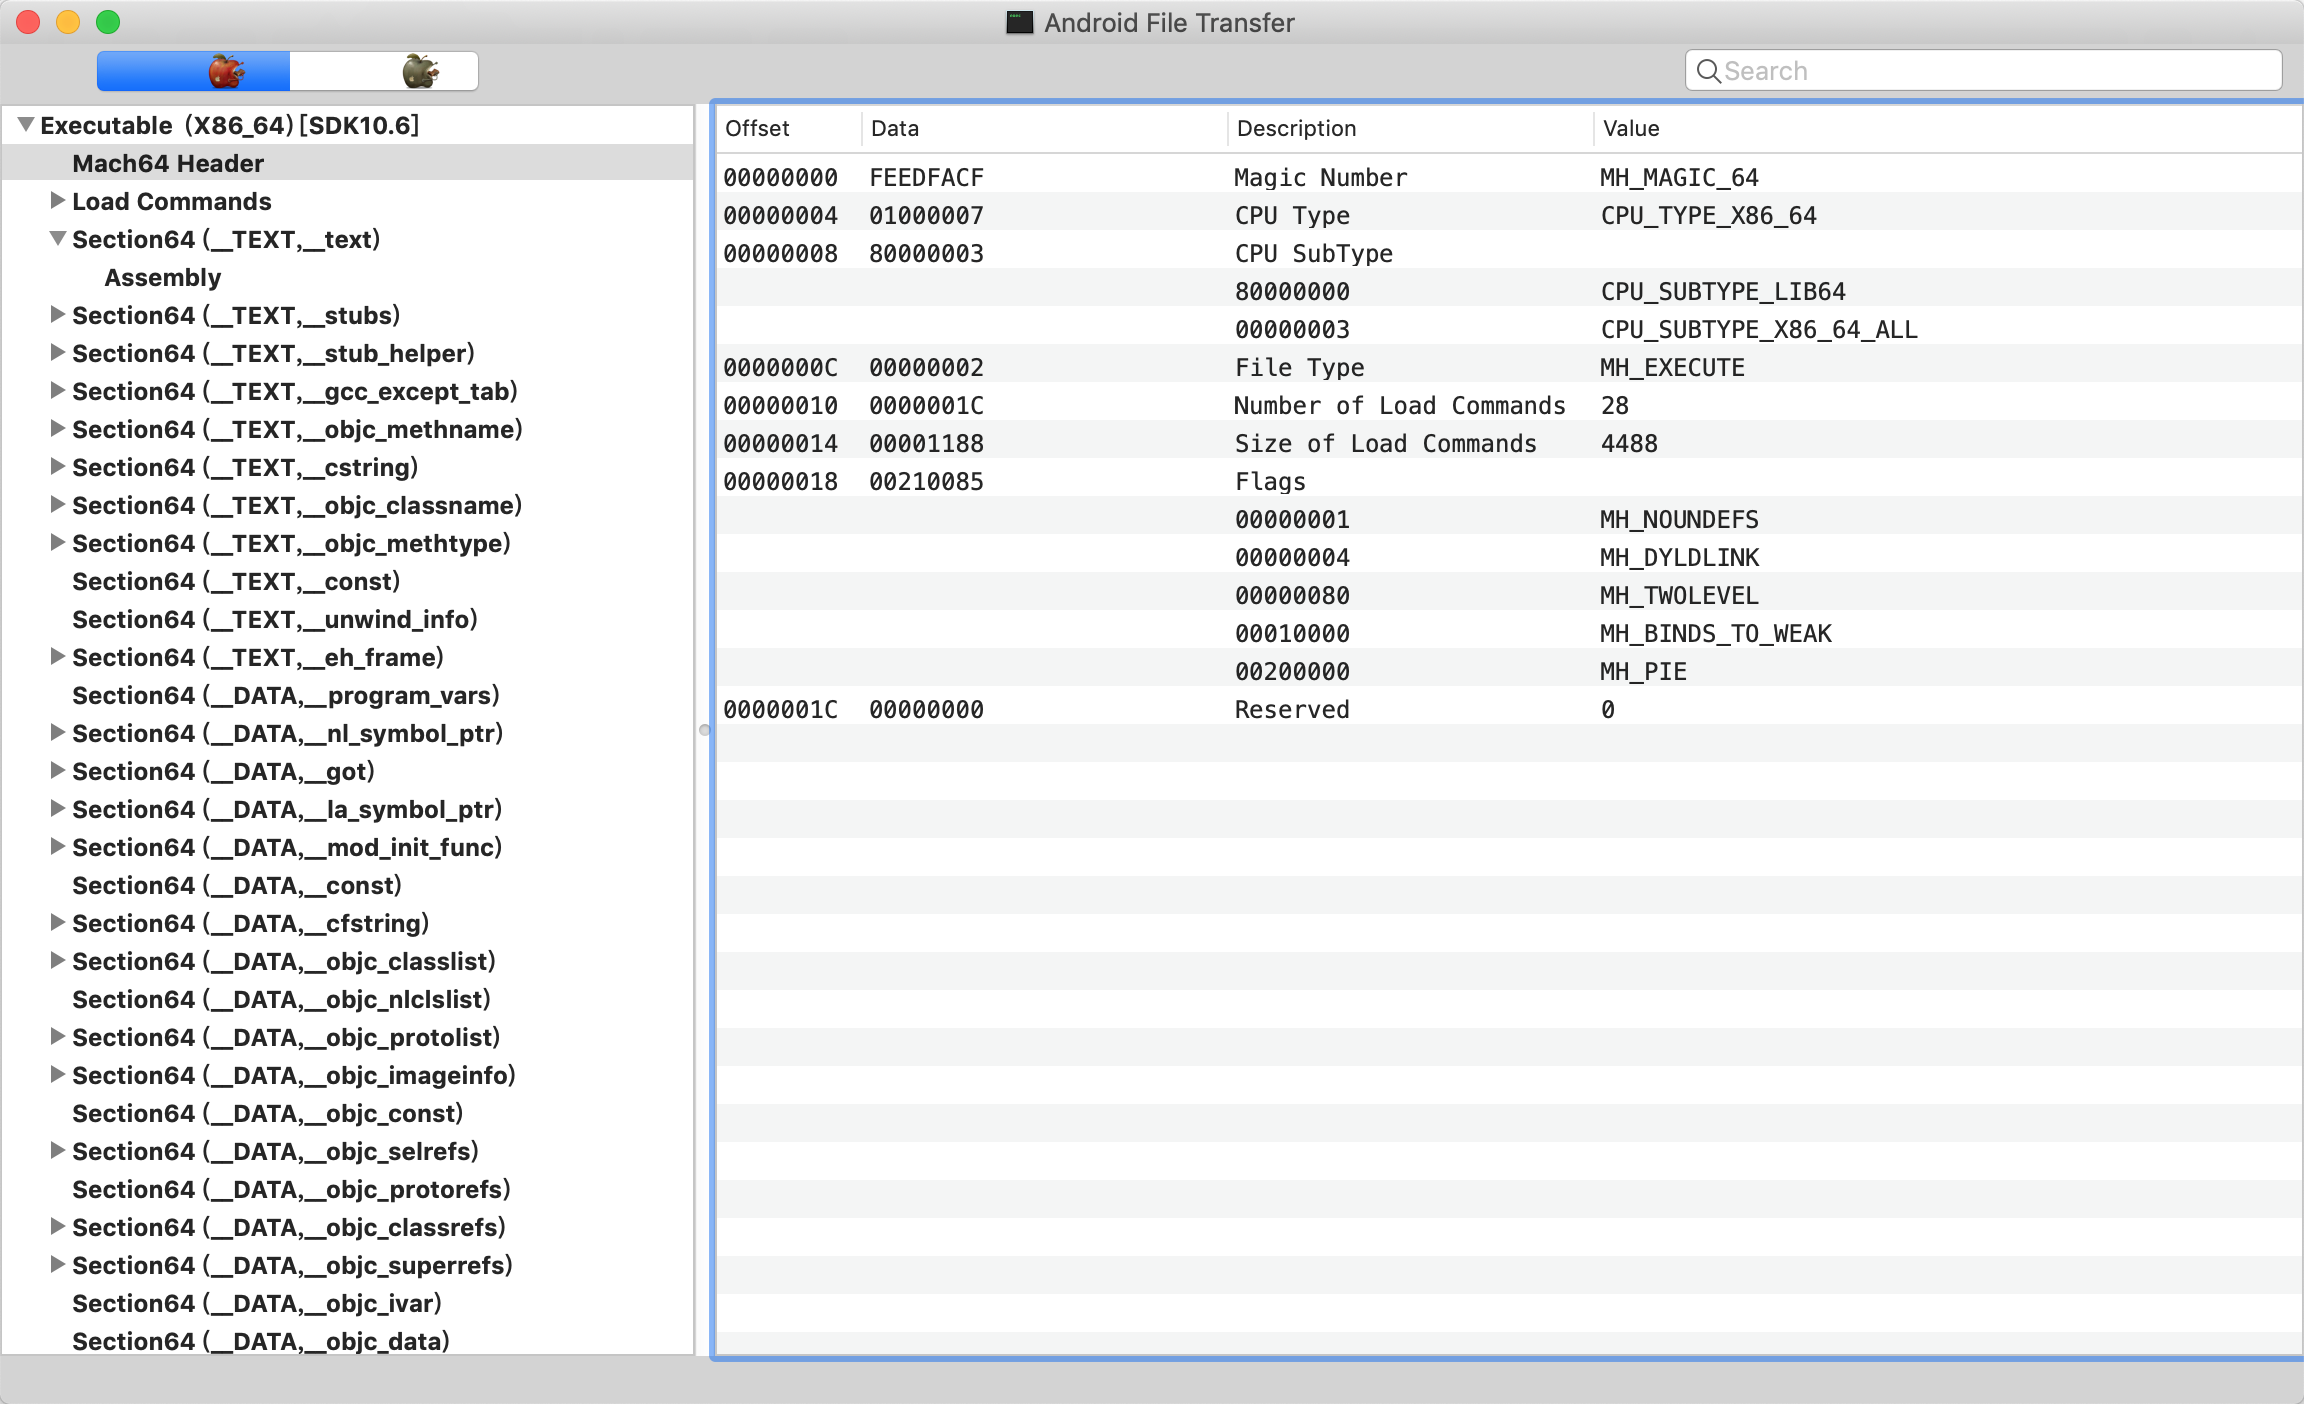 Android File Transfer
Search
Executable (X86_64) [SDK10.6]
Mach64 Header
Load Commands
Section64 (__TEXT,__text)
Assembly
Section64 (__TEXT,__stubs)
Section64 (__TEXT,__stub_helper)
Section64 (__TEXT,__gcc_except_tab)
Section64 (__TEXT,__objc_methname)
Section64 (__TEXT,__cstring)
Section64 (__TEXT,__objc_classname)
Section64 (__TEXT,__objc_methtype)
Section64 (__TEXT,__const)
Section64 (__TEXT,__unwind_info)
Section64 (__TEXT,__eh_frame)
Section64 (__DATA,__program_vars)
Section64 (__DATA,__nl_symbol_ptr)
Section64 (__DATA,__got)
Section64 (__DATA,__la_symbol_ptr)
Section64 (__DATA,__mod_init_func)
Section64 (__DATA,__const)
Section64 (__DATA,__cfstring)
Section64 (__DATA,__objc_classlist)
Section64 (__DATA,__objc_nlclslist)
Section64 (__DATA,__objc_protolist)
Section64 (__DATA,__objc_imageinfo)
Section64 (__DATA,__objc_const)
Section64 (__DATA,__objc_selrefs)
Section64 (__DATA,__objc_protorefs)
Section64 (__DATA,__objc_classrefs)
Section64 (__DATA,__objc_superrefs)
Section64 (__DATA,__objc_ivar)
Section64 (__DATA,__objc_data)
Offset Data Description Value
00000000 FEEDFACF Magic Number MH_MAGIC_64
00000004 01000007 CPU Type CPU_TYPE_X86_64
00000008 80000003 CPU SubType
80000000 CPU_SUBTYPE_LIB64
00000003 CPU_SUBTYPE_X86_64_ALL
0000000C 00000002 File Type MH_EXECUTE
00000010 0000001C Number of Load Commands 28
00000014 00001188 Size of Load Commands 4488
00000018 00210085 Flags
00000001 MH_NOUNDEFS
00000004 MH_DYLDLINK
00000080 MH_TWOLEVEL
00010000 MH_BINDS_TO_WEAK
00200000 MH_PIE
0000001C 00000000 Reserved 0